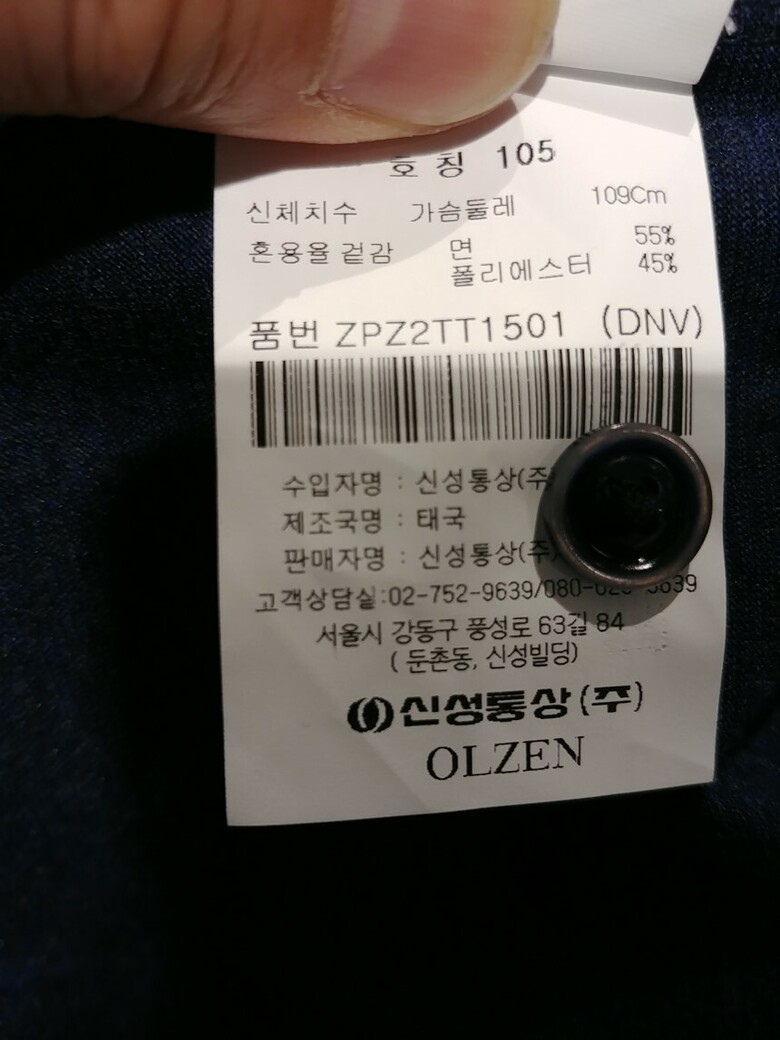 호칭 105
신체치수 가슴둘레 109Cm
혼용율 겉감 면 55%
폴리에스터 45%
품번 ZPZ2TT1501 (DNV)
수입자명 : 신성통상(주
제조국명 : 태국
판매자명 : 신성통상(주)
고객상담실:02-752-9639/080-
서울시 강동구 풍성로 63길 84
( 둔촌동, 신성빌딩)
신성통상(주)
OLZEN